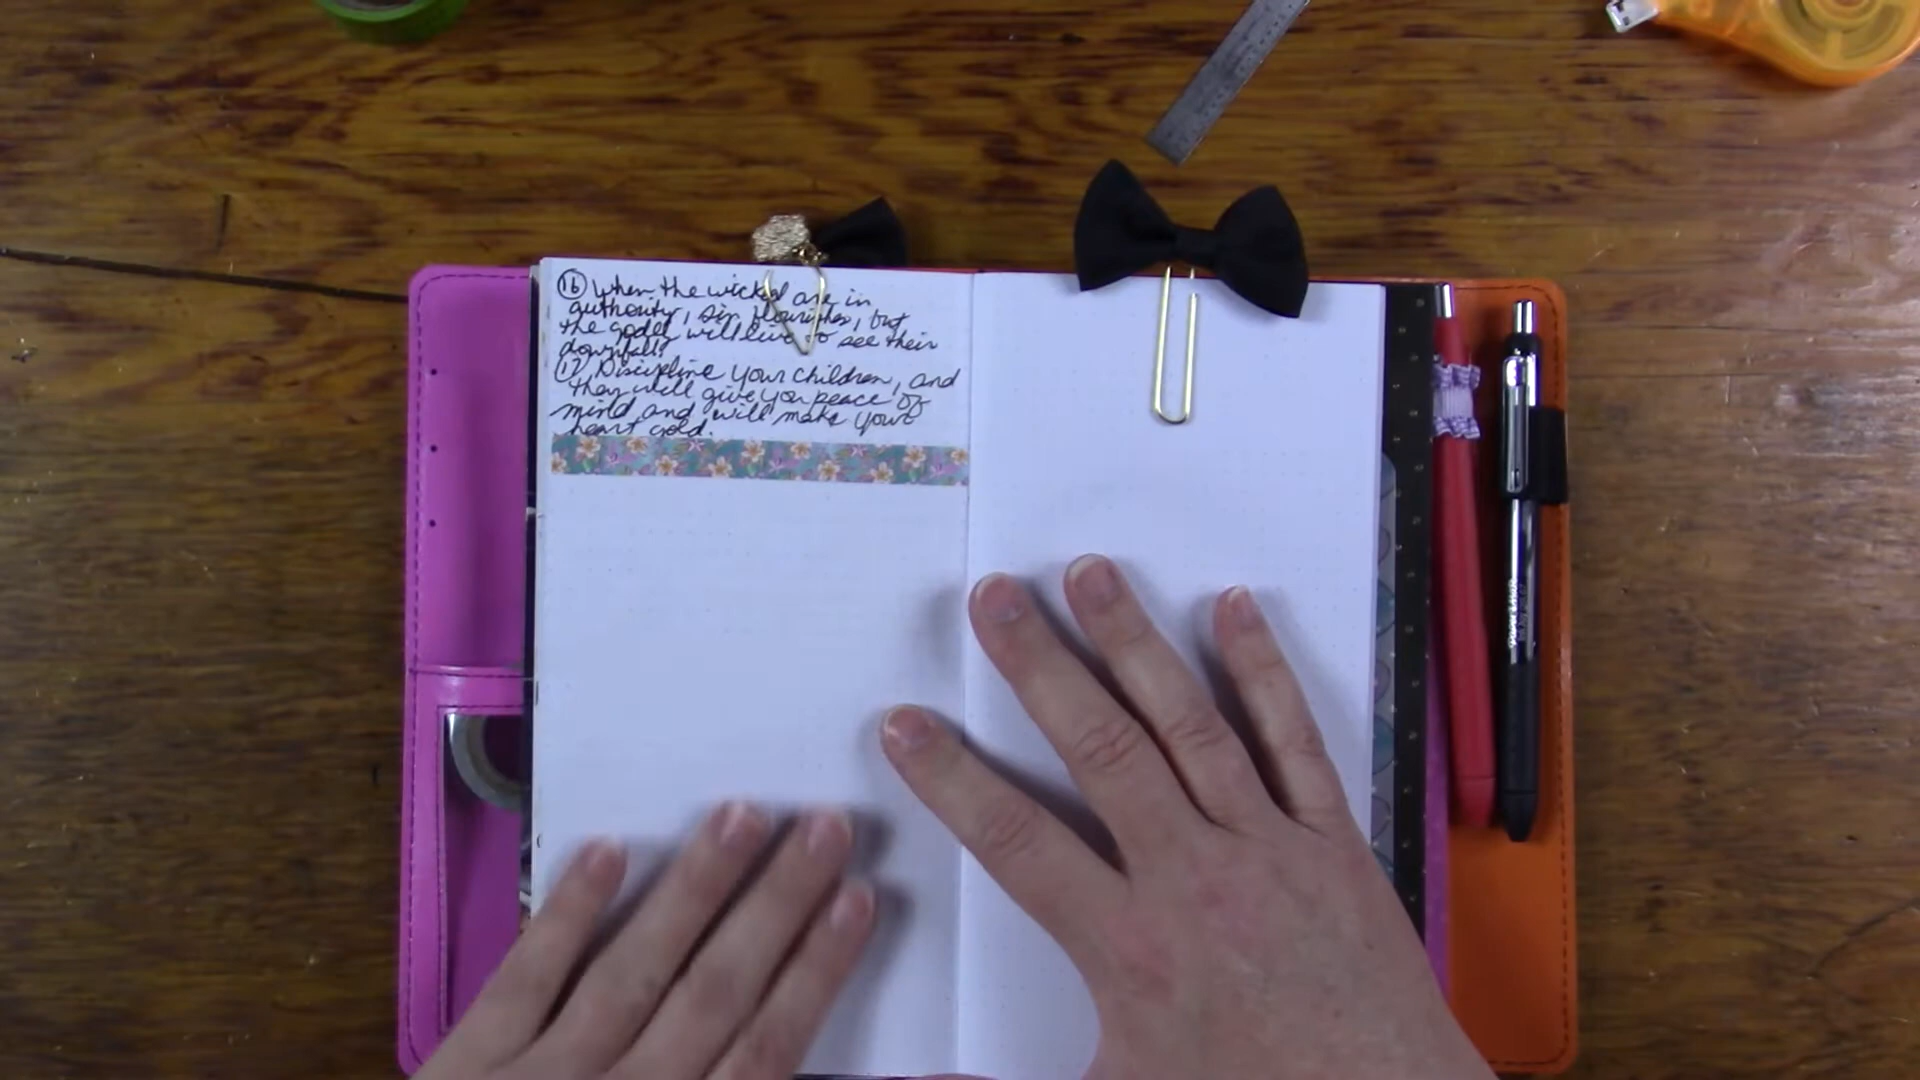 16 When the wicked are in
authority, sin flourishes, but
the godly will live to see their
downfall.
17 Discipline your children, and
they will give you peace of
mind and will make your
heart